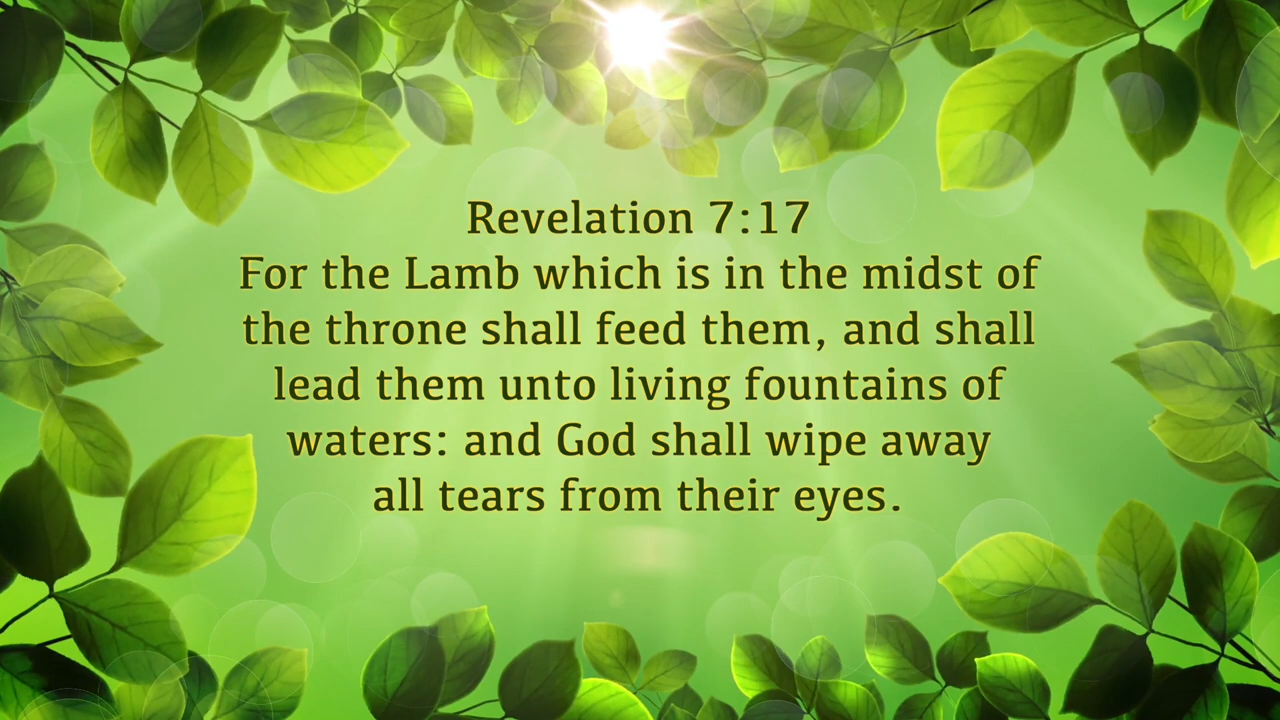 Revelation 7:17
For the Lamb which is in the midst of
the throne shall feed them, and shall
lead them unto living fountains of
waters: and God shall wipe away
all tears from their eyes.